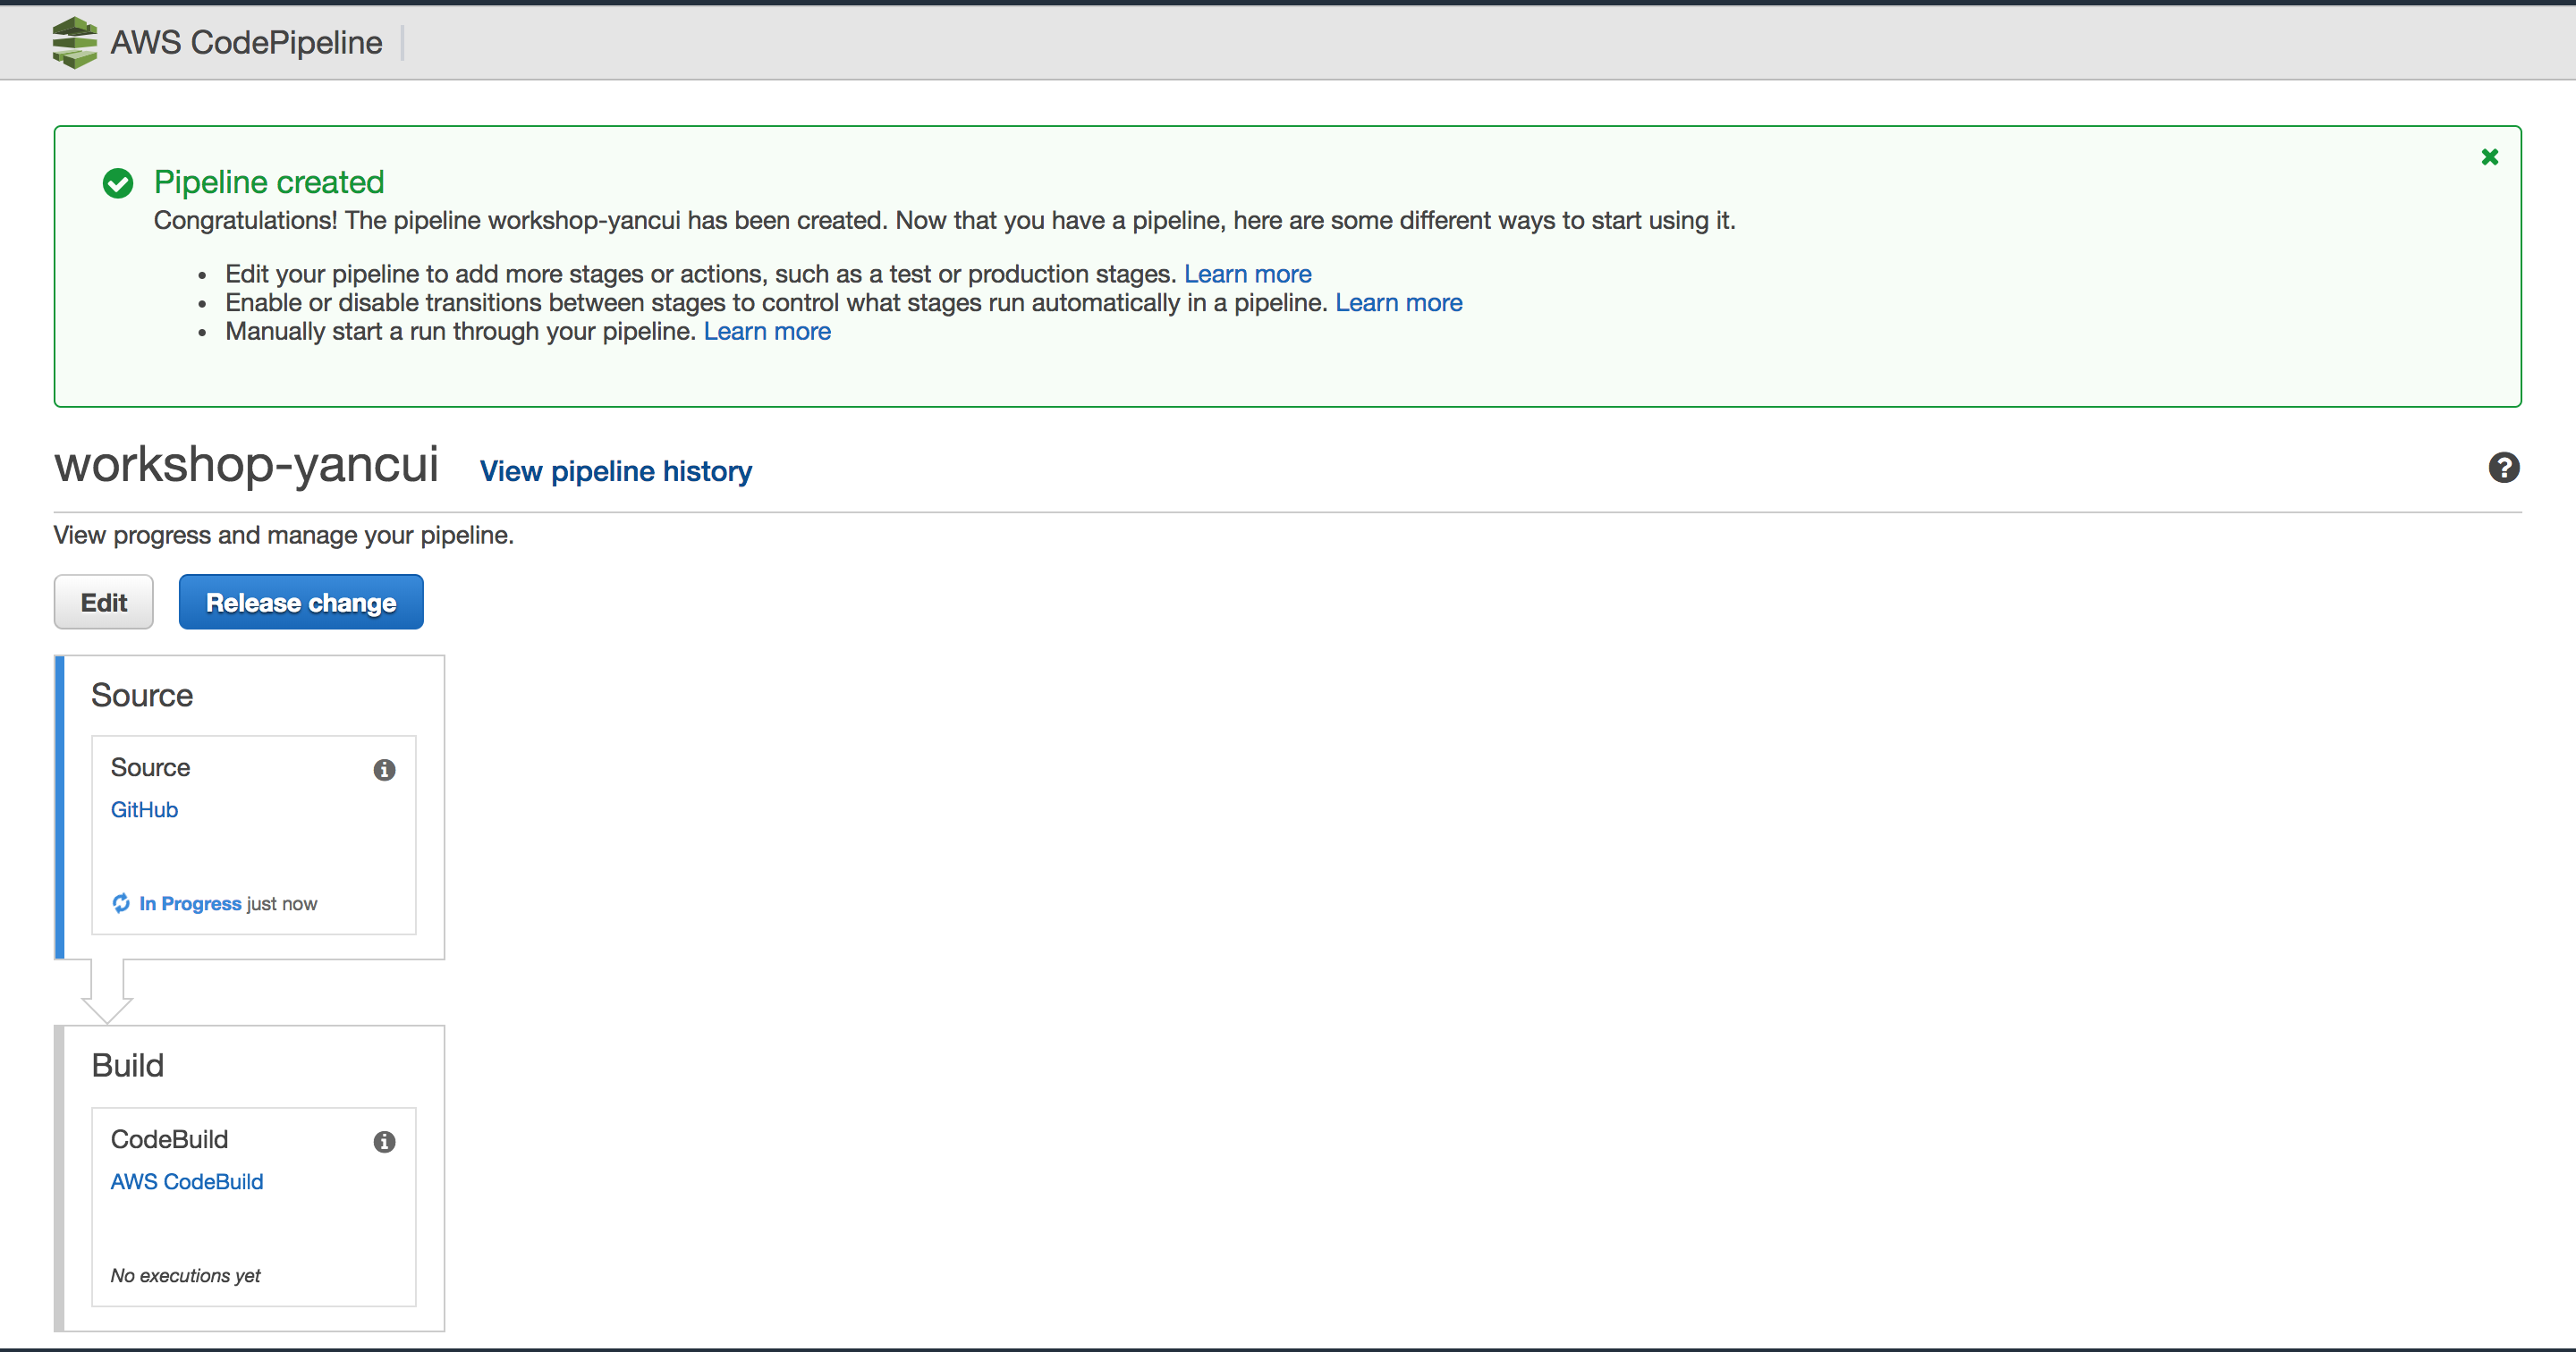 AWS CodePipeline
Pipeline created
Congratulations! The pipeline workshop-yancui has been created. Now that you have a pipeline, here are some different ways to start using it.
• Edit your pipeline to add more stages or actions, such as a test or production stages. Learn more
• Enable or disable transitions between stages to control what stages run automatically in a pipeline. Learn more
• Manually start a run through your pipeline. Learn more
workshop-yancui View pipeline history
View progress and manage your pipeline.
Edit Release change
Source
Source
GitHub
In Progress just now
Build
CodeBuild
AWS CodeBuild
No executions yet